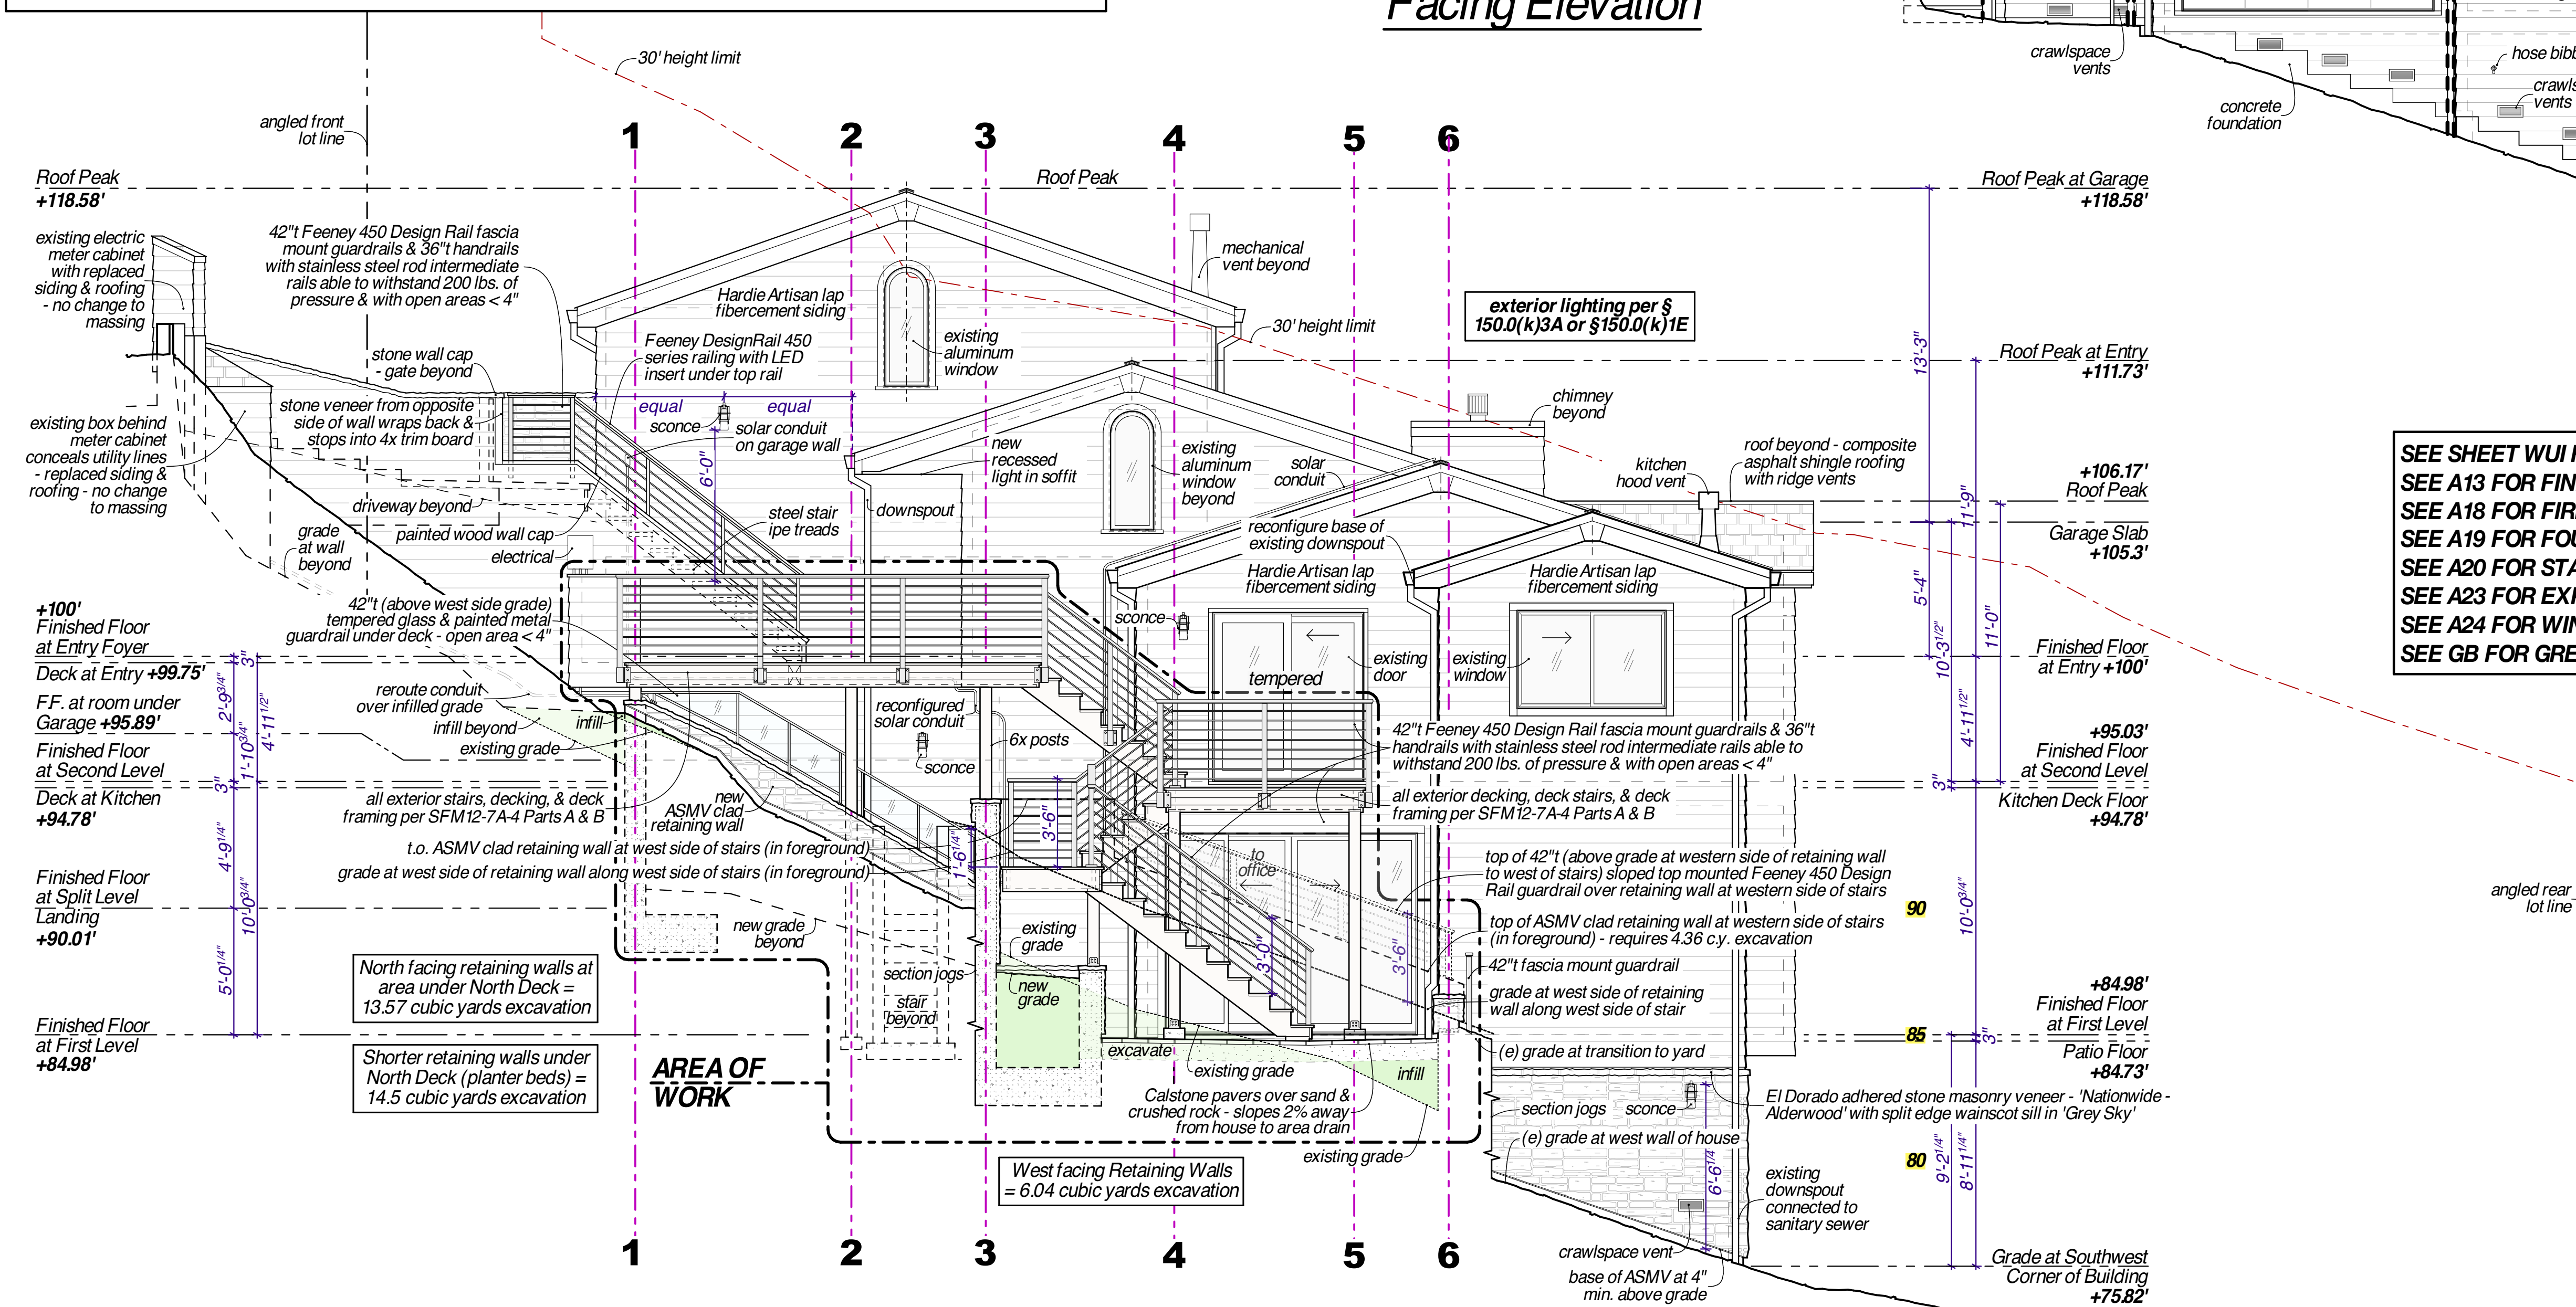 Facing Elevation
30' height limit
crawlspace
vents
hose bibb
concrete
foundation
angled front
lot line
1
2
3
4
5
6
Roof Peak
+118.58'
Roof Peak
Roof Peak at Garage
+118.58'
existing electric
meter cabinet
with replaced
siding & roofing
- no change to
massing
42"t Feeney 450 Design Rail fascia
mount guardrails & 36"t handrails
with stainless steel rod intermediate
rails able to withstand 200 lbs. of
pressure & with open areas < 4"
mechanical
vent beyond
Hardie Artisan lap
fibercement siding
exterior lighting per §
150.0(k)3A or §150.0(k)1E
30' height limit
Feeney DesignRail 450
series railing with LED
insert under top rail
existing
aluminum
window
stone wall cap
- gate beyond
13'-3"
Roof Peak at Entry
+111.73'
equal
equal
sconce
solar conduit
on garage wall
chimney
beyond
stone veneer from opposite
side of wall wraps back &
stops into 4x trim board
existing box behind
meter cabinet
conceals utility lines
- replaced siding &
roofing - no change
to massing
new
recessed
light in soffit
existing
aluminum
window
beyond
solar
conduit
kitchen
hood vent
roof beyond - composite
asphalt shingle roofing
with ridge vents
+106.17'
Roof Peak
6'-0"
driveway beyond
painted wood wall cap
electrical
grade
at wall
beyond
steel stair
ipe treads
downspout
reconfigure base of
existing downspout
Hardie Artisan lap
fibercement siding
Hardie Artisan lap
fibercement siding
11'-9"
Garage Slab
+105.3'
SEE SHEET WUI
SEE A13 FOR FIN
SEE A18 FOR FIR
SEE A19 FOR FOU
SEE A20 FOR STA
SEE A23 FOR EX
SEE A24 FOR WIN
SEE GB FOR GRE
+100'
Finished Floor
at Entry Foyer
42"t (above west side grade)
tempered glass & painted metal
guardrail under deck - open area < 4"
sconce
5'-4"
10'-3 1/2"
11'-0"
Finished Floor
at Entry +100'
3"
Deck at Entry +99.75'
existing
door
existing
window
tempered
F.F. at room under
Garage +95.89'
2'-9 3/4"
4'-11 1/2"
reroute conduit
over infilled grade
infill beyond
infill
existing grade
reconfigured
solar conduit
6x posts
sconce
42"t Feeney 450 Design Rail fascia mount guardrails & 36"t
handrails with stainless steel rod intermediate rails able to
withstand 200 lbs. of pressure & with open areas < 4"
4'-11 1/2"
+95.03'
Finished Floor
at Second Level
Finished Floor
at Second Level
1'-10 3/4"
3"
3"
Deck at Kitchen
+94.78'
all exterior stairs, decking, & deck
framing per SFM12-7A-4 Parts A & B
new
ASMV clad
retaining wall
all exterior decking, deck stairs, & deck
framing per SFM12-7A-4 Parts A & B
Kitchen Deck Floor
+94.78'
4'-9 1/4"
t.o. ASMV clad retaining wall at west side of stairs (in foreground)
grade at west side of retaining wall along west side of stairs (in foreground)
1'-6 1/4"
3'-6"
to
office
top of 42"t (above grade at western side of retaining wall
to west of stairs) sloped top mounted Feeney 450 Design
Rail guardrail over retaining wall at western side of stairs
Finished Floor
at Split Level
Landing
+90.01'
10'-0 3/4"
90
10'-0 3/4"
angled rear
lot line
new grade
beyond
existing
grade
top of ASMV clad retaining wall at western side of stairs
(in foreground) - requires 4.36 c.y. excavation
3'-0"
3'-6"
42"t fascia mount guardrail
5'-0 1/4"
North facing retaining walls at
area under North Deck =
13.57 cubic yards excavation
section jogs
new
grade
stair
beyond
grade at west side of retaining
wall along west side of stair
+84.98'
Finished Floor
at First Level
Finished Floor
at First Level
+84.98'
85
3"
Shorter retaining walls under
North Deck (planter beds) =
14.5 cubic yards excavation
AREA OF
WORK
excavate
existing grade
infill
(e) grade at transition to yard
Patio Floor
+84.73'
Calstone pavers over sand &
crushed rock - slopes 2% away
from house to area drain
section jogs
sconce
El Dorado adhered stone masonry veneer - 'Nationwide -
Alderwood' with split edge wainscot sill in 'Grey Sky'
(e) grade at west wall of house
existing grade
80
9'-2 1/4"
8'-11 1/4"
6'-6 1/4"
West facing Retaining Walls
= 6.04 cubic yards excavation
existing
downspout
connected to
sanitary sewer
1
2
3
4
5
6
crawlspace vent
base of ASMV at 4"
min. above grade
Grade at Southwest
Corner of Building
+75.82'